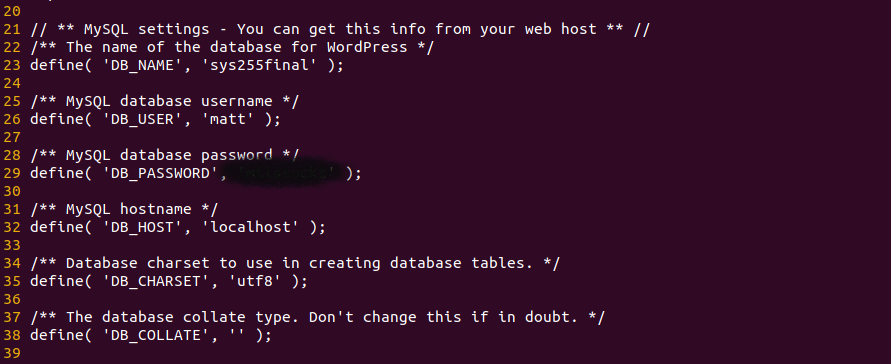 20
21 // ** MySQL settings - You can get this info from your web host ** //
22 /** The name of the database for WordPress */
23 define( 'DB_NAME', 'sys255final' );
24
25 /** MySQL database username */
26 define( 'DB_USER', 'matt' );
27
28 /** MySQL database password */
29 define( 'DB_PASSWORD', );
30
31 /** MySQL hostname */
32 define( 'DB_HOST', 'localhost' );
33
34 /** Database charset to use in creating database tables. */
35 define( 'DB_CHARSET', 'utf8' );
36
37 /** The database collate type. Don't change this if in doubt. */
38 define( 'DB_COLLATE', '' );
39